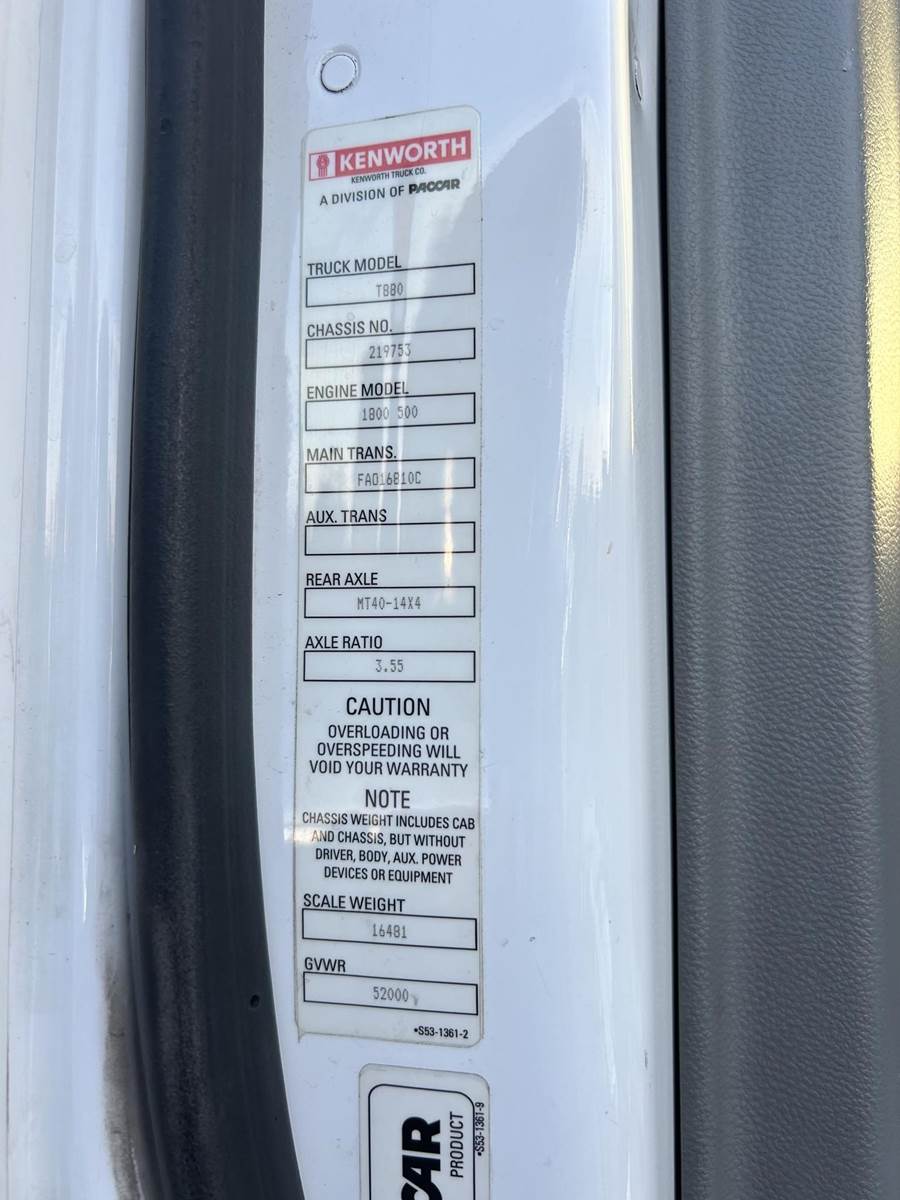 KENWORTH
KENWORTH TRUCK CO.
A DIVISION OF PACCAR
TRUCK MODEL
T880
CHASSIS NO.
219753
ENGINE MODEL
1800 500
MAIN TRANS.
FAO16810C
AUX. TRANS
REAR AXLE
MT40-14X4
AXLE RATIO
3.55
CAUTION
OVERLOADING OR
OVERSPEEDING WILL
VOID YOUR WARRANTY
NOTE
CHASSIS WEIGHT INCLUDES CAB
AND CHASSIS, BUT WITHOUT
DRIVER, BODY, AUX. POWER
DEVICES OR EQUIPMENT
SCALE WEIGHT
16481
GVWR
52000
*S53-1361-2
CAR
PRODUCT
*S53-1361-9